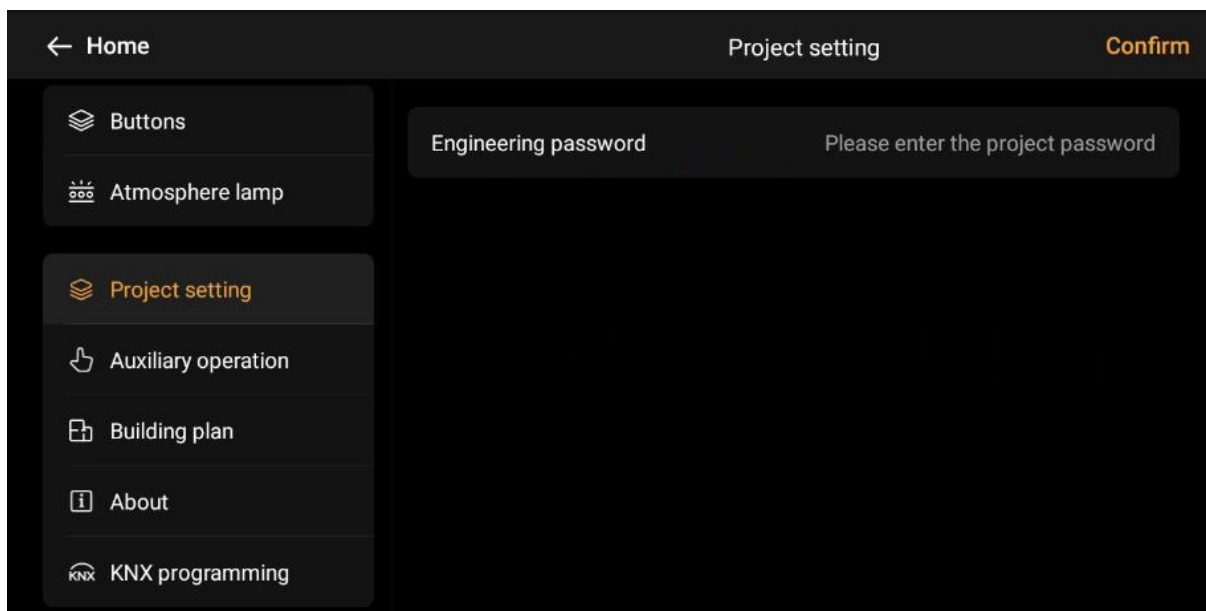 ← Home
Project setting
Confirm
Buttons
Atmosphere lamp
Project setting
Auxiliary operation
Building plan
About
KNX KNX programming
Engineering password
Please enter the project password